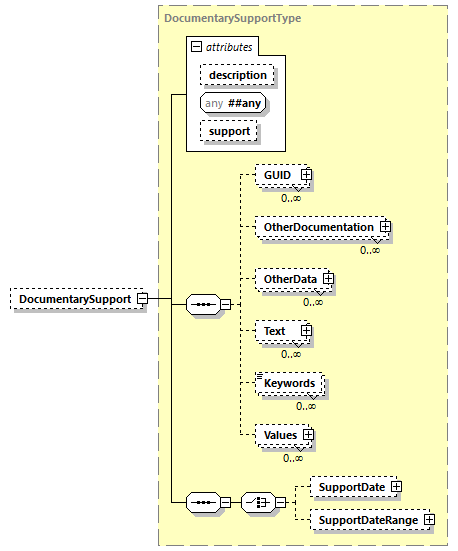 DocumentarySupportType
attributes
description
any ##any
support
GUID
0..∞
OtherDocumentation
0..∞
OtherData
0..∞
DocumentarySupport
Text
0..∞
Keywords
0..∞
Values
0..∞
SupportDate
SupportDateRange